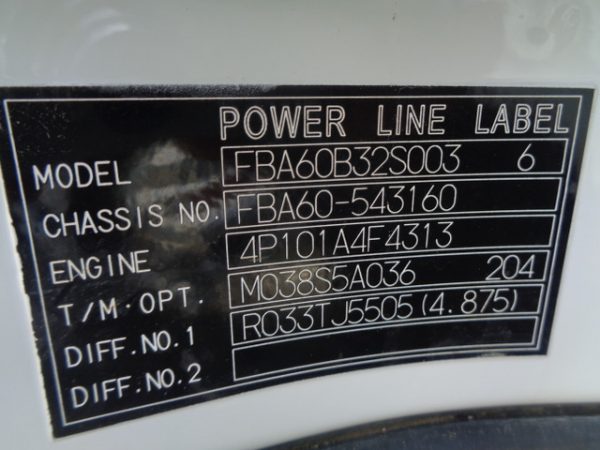 POWER LINE LABEL
MODEL FBA60B32S003 6
CHASSIS NO. FBA60-543160
ENGINE 4P101A4F4313
T/M·OPT. M038S5A036 204
DIFF.NO.1 R033TJ5505(4.875)
DIFF.NO.2